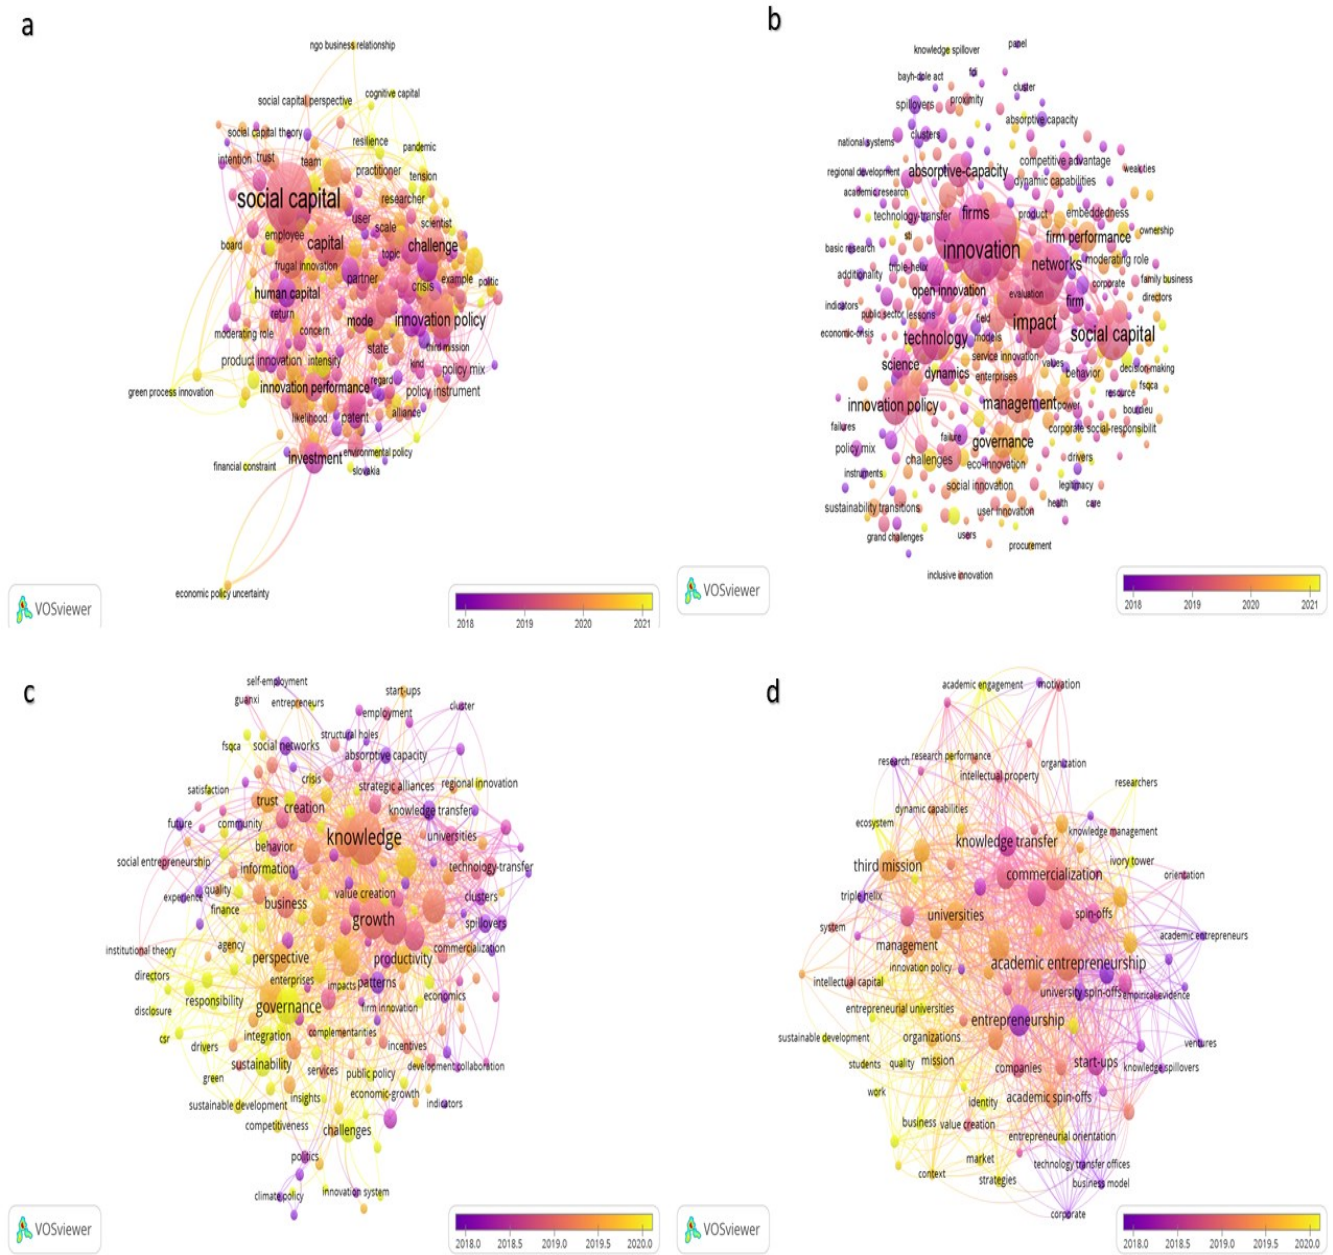 a
ngo business relationship
social capital perspective
cognitive capital
social capital theory
resilience
pandemic
intention
trust
team
practitioner
tension
social capital
researcher
user
scientist
employee
scale
board
capital
challenge
topic
frugal innovation
partner
crisis
example
politic
human capital
return
mode
innovation policy
moderating role
concern
third mission
state
product innovation
intensity
kind
policy mix
green process innovation
innovation performance
regard
policy instrument
likelihood
patent
alliance
financial constraint
investment
environmental policy
slovakia
economic policy uncertainty
VOSviewer
2018 2019 2020 2021
b
knowledge spillover
panel
bayh-dole act
fdi
cluster
spillovers
proximity
absorptive capacity
national systems
clusters
regional development
absorptive-capacity
competitive advantage
weak ties
academic research
dynamic capabilities
technology-transfer
firms
product
embeddedness
sbi
basic research
innovation
firm performance
ownership
additionality
triple-helix
networks
moderating role
corporate
family business
indicators
open innovation
evaluation
firm
directors
public sector
lessons
field
impact
economic-crisis
technology
models
social capital
science
dynamics
service innovation
values
behavior
decision-making
enterprises
fsqca
innovation policy
management
power
resource
bourdieu
failures
failure
governance
corporate social-responsibilit
policy mix
challenges
eco-innovation
drivers
instruments
social innovation
legitimacy
sustainability transitions
user innovation
health
care
grand challenges
users
procurement
inclusive innovation
VOSviewer
2018 2019 2020 2021
c
self-employment
guanxi
entrepreneurs
start-ups
employment
cluster
structural holes
fsqca
social networks
absorptive capacity
crisis
strategic alliances
regional innovation
satisfaction
trust
creation
knowledge transfer
future
community
knowledge
universities
behavior
social entrepreneurship
information
technology-transfer
experience
quality
value creation
clusters
finance
business
growth
spillovers
institutional theory
agency
commercialization
perspective
productivity
directors
enterprises
impacts
patterns
responsibility
governance
firm innovation
economics
disclosure
csr
integration
complementarities
drivers
incentives
sustainability
services
public policy
development collaboration
green
sustainable development
insights
economic-growth
indicators
competitiveness
challenges
politics
climate policy
innovation system
VOSviewer
2018.0 2018.5 2019.0 2019.5 2020.0
d
academic engagement
motivation
research
research performance
organization
intellectual property
researchers
dynamic capabilities
ecosystem
knowledge transfer
knowledge management
third mission
commercialization
ivory tower
orientation
triple helix
universities
spin-offs
system
management
academic entrepreneurs
innovation policy
academic entrepreneurship
intellectual capital
university spin-offs
empirical-evidence
entrepreneurial universities
entrepreneurship
sustainable development
organizations
ventures
students
quality
mission
companies
start-ups
knowledge spillovers
work
identity
academic spin-offs
business
value creation
entrepreneurial orientation
market
technology transfer offices
context
strategies
business model
corporate
VOSviewer
2018.0 2018.5 2019.0 2019.5 2020.0